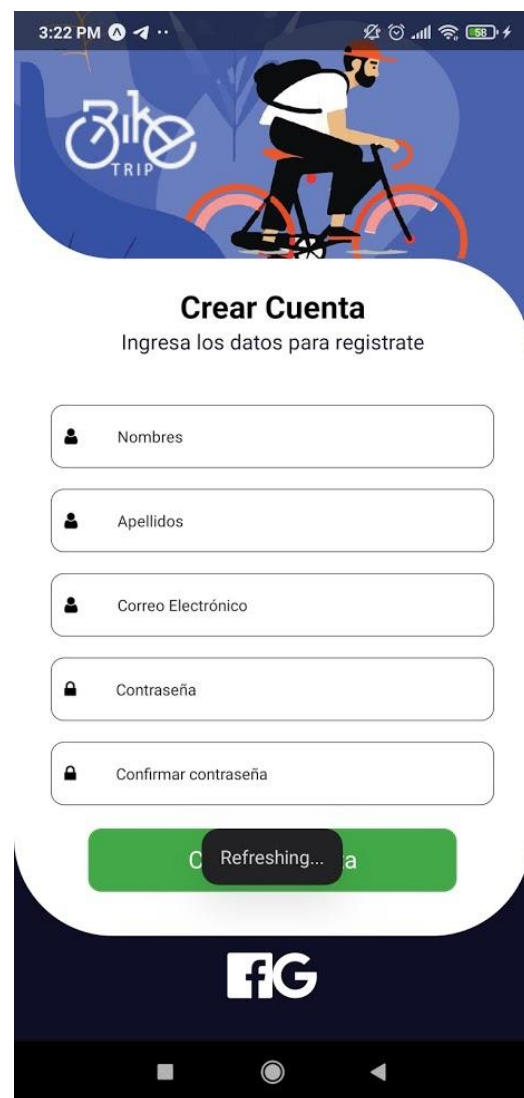 3:22 PM
58
Bike
TRIP
Crear Cuenta
Ingresa los datos para registrate
Nombres
Apellidos
Correo Electrónico
Contraseña
Confirmar contraseña
C Refreshing... a
f G